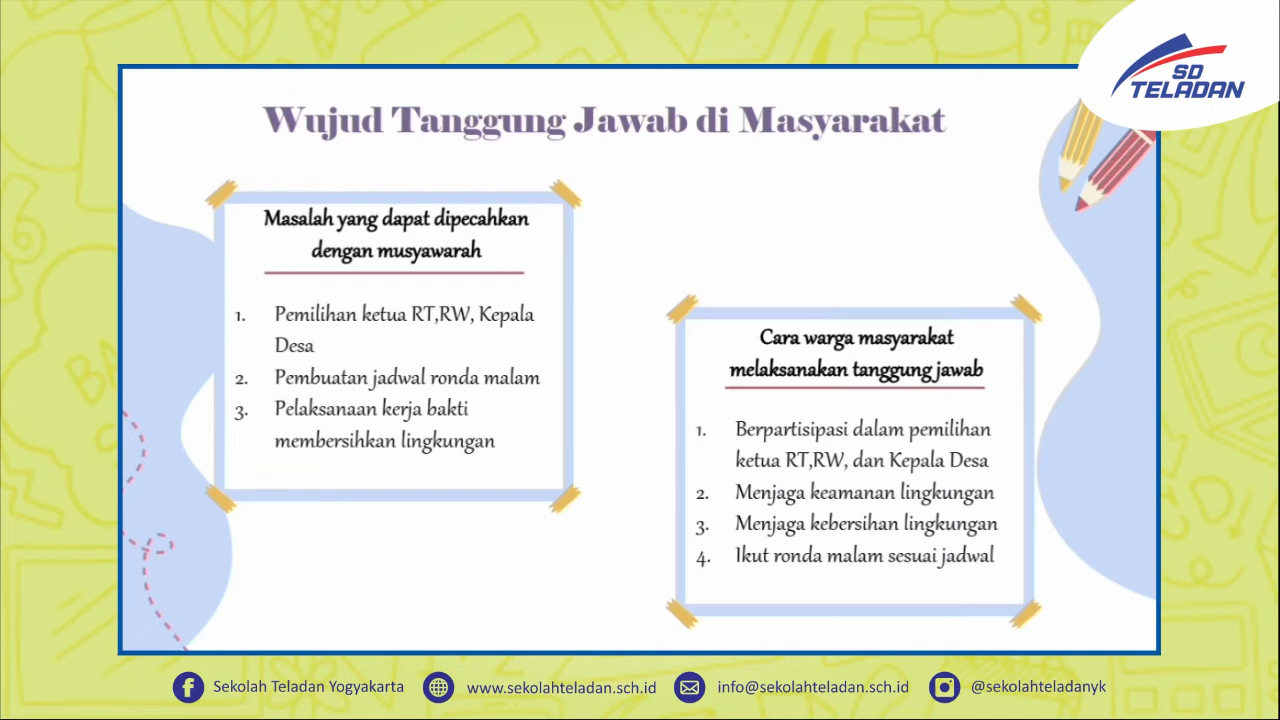 SD
TELADAN
Wujud Tanggung Jawab di Masyarakat
Masalah yang dapat dipecahkan
dengan musyawarah
1. Pemilihan ketua RT,RW, Kepala
Desa
2. Pembuatan jadwal ronda malam
3. Pelaksanaan kerja bakti
membersihkan lingkungan
Cara warga masyarakat
melaksanakan tanggung jawab
1. Berpartisipasi dalam pemilihan
ketua RT,RW, dan Kepala Desa
2. Menjaga keamanan lingkungan
3. Menjaga kebersihan lingkungan
4. Ikut ronda malam sesuai jadwal
Sekolah Teladan Yogyakarta
www.sekolahteladan.sch.id
info@sekolahteladan.sch.id
@sekolahteladanyk